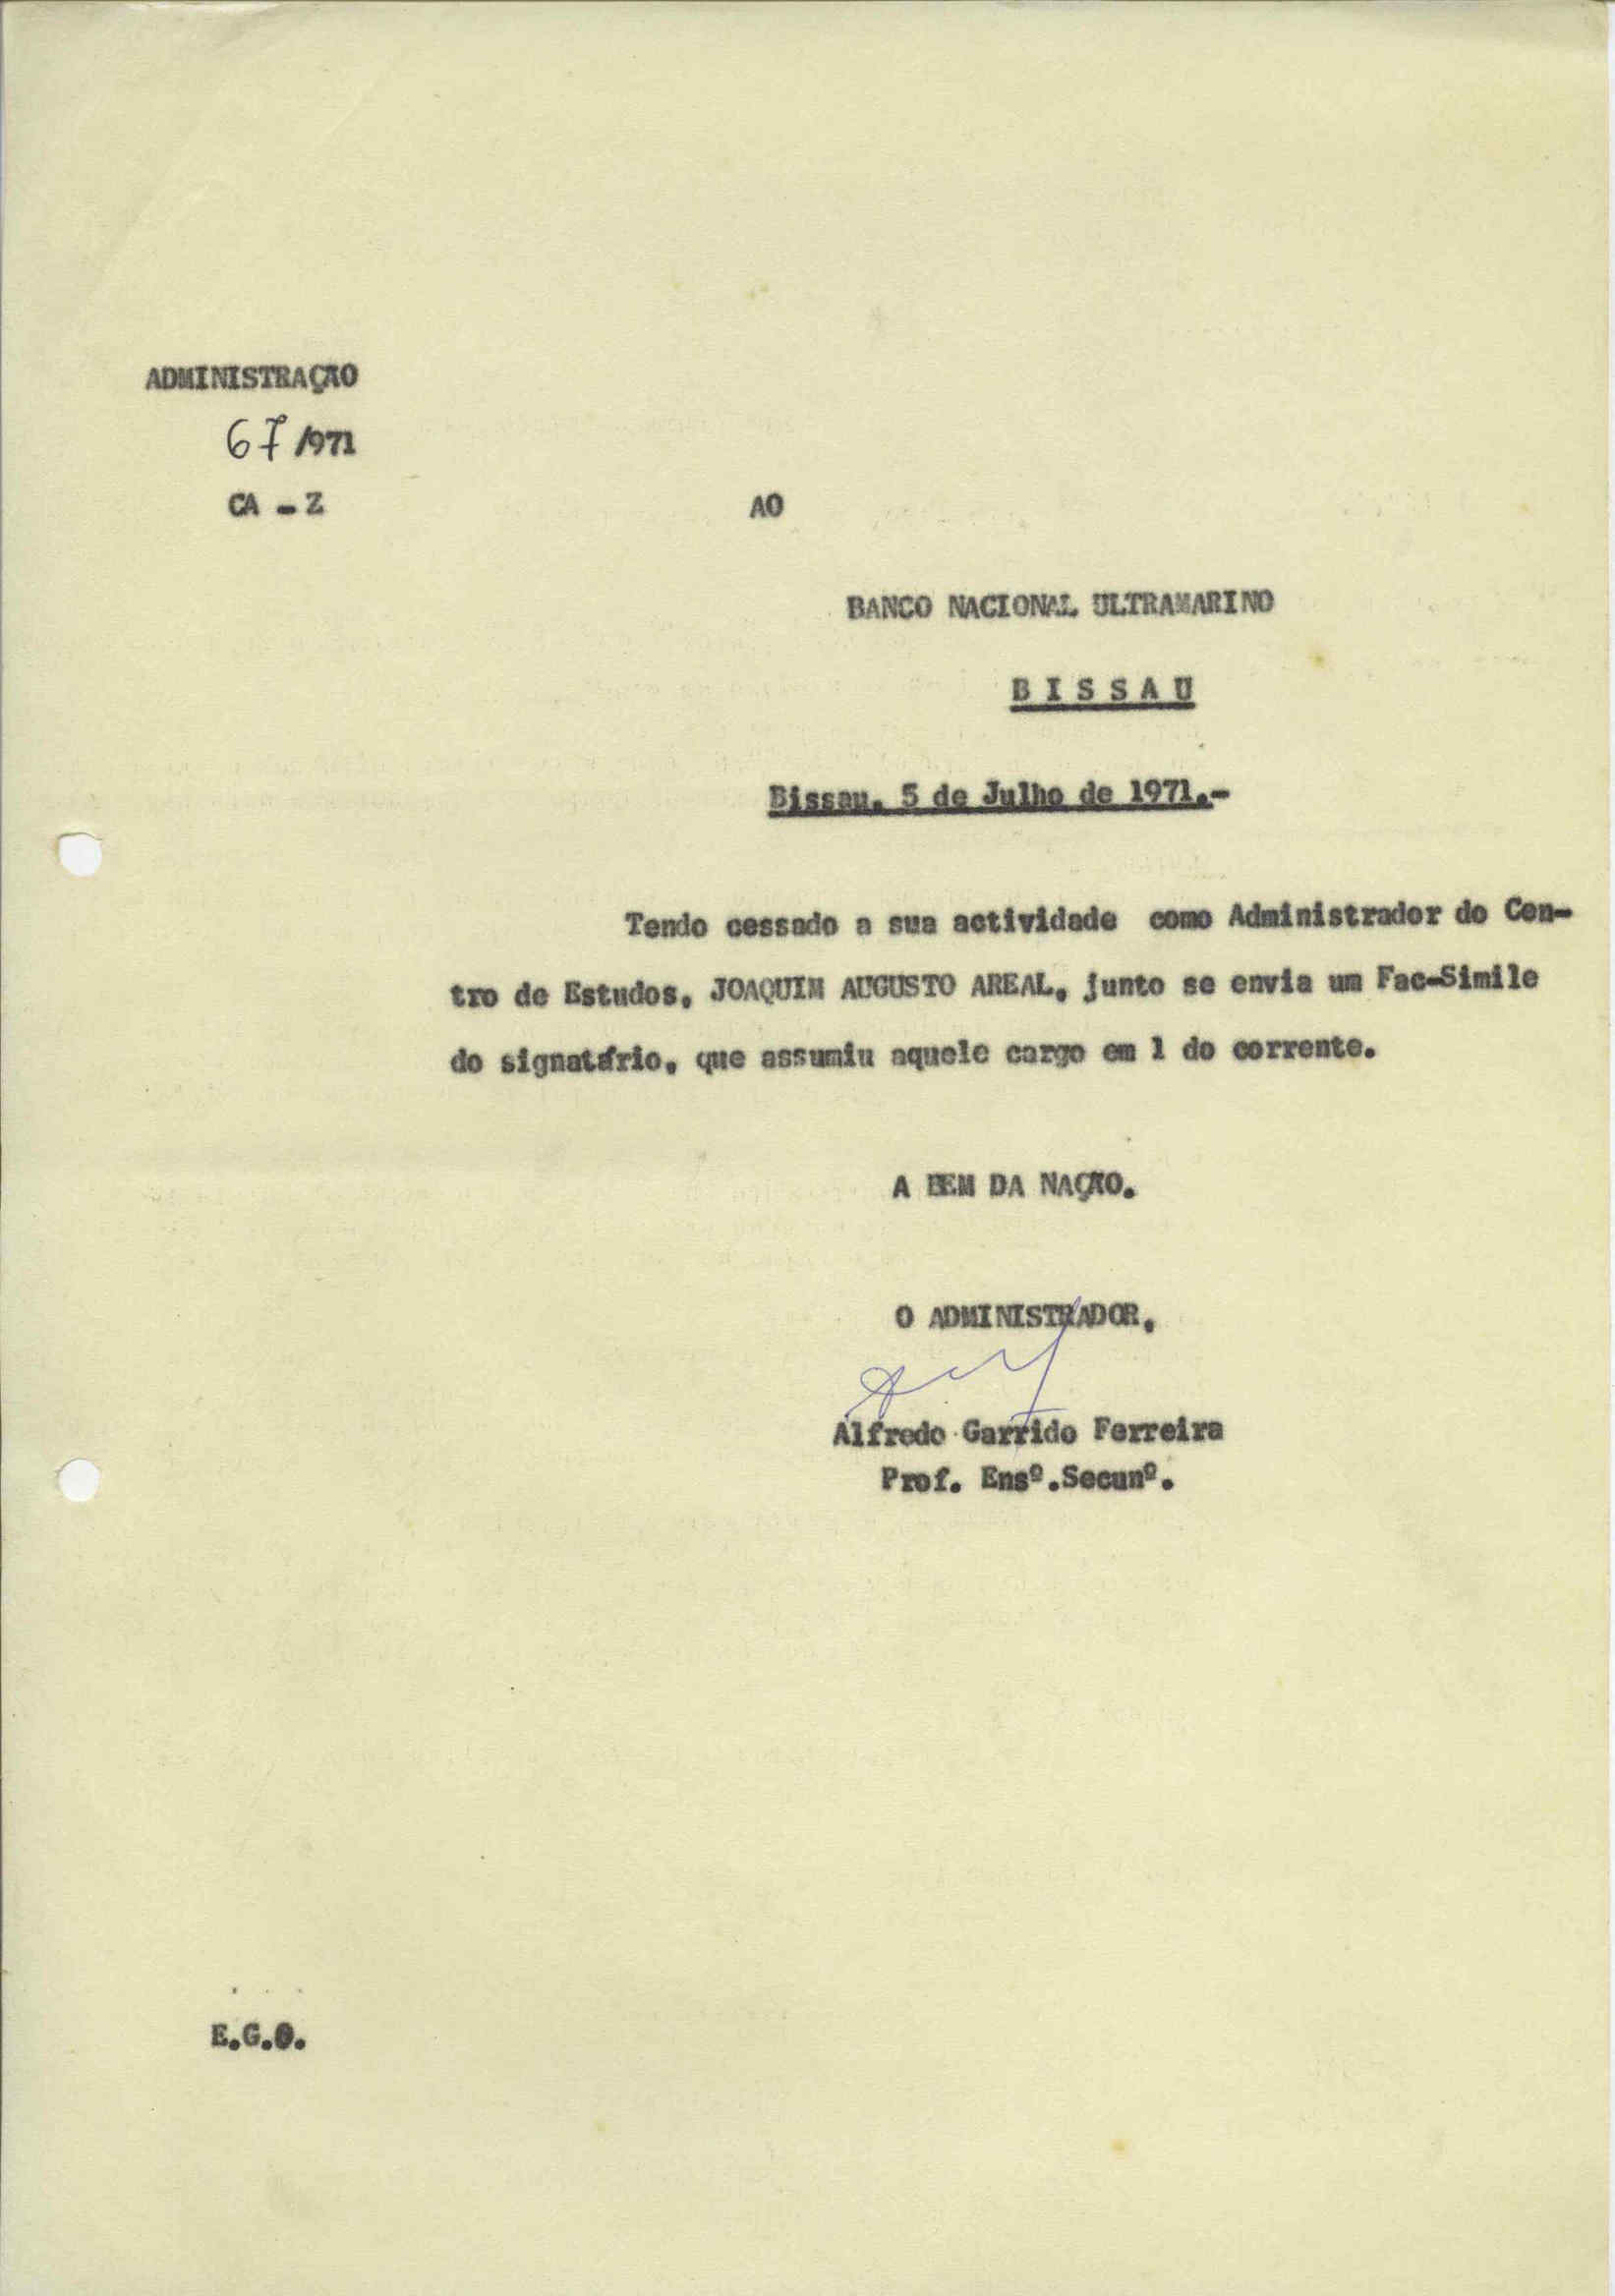 ADMINISTRAÇÃO
67/971
CA - Z
AO
BANCO NACIONAL ULTRAMARINO
B I S S A U
Bissau, 5 de Julho de 1971.-
Tendo cessado a sua actividade como Administrador do Cen-
tro de Estudos, JOAQUIM AUGUSTO AREAL, junto se envia um Fac-Simile
do signatário, que assumiu aquele cargo em 1 do corrente.
A BEM DA NAÇÃO.
O ADMINISTRADOR,
Alfredo Garrido Ferreira
Prof. Ensº.Secunº.